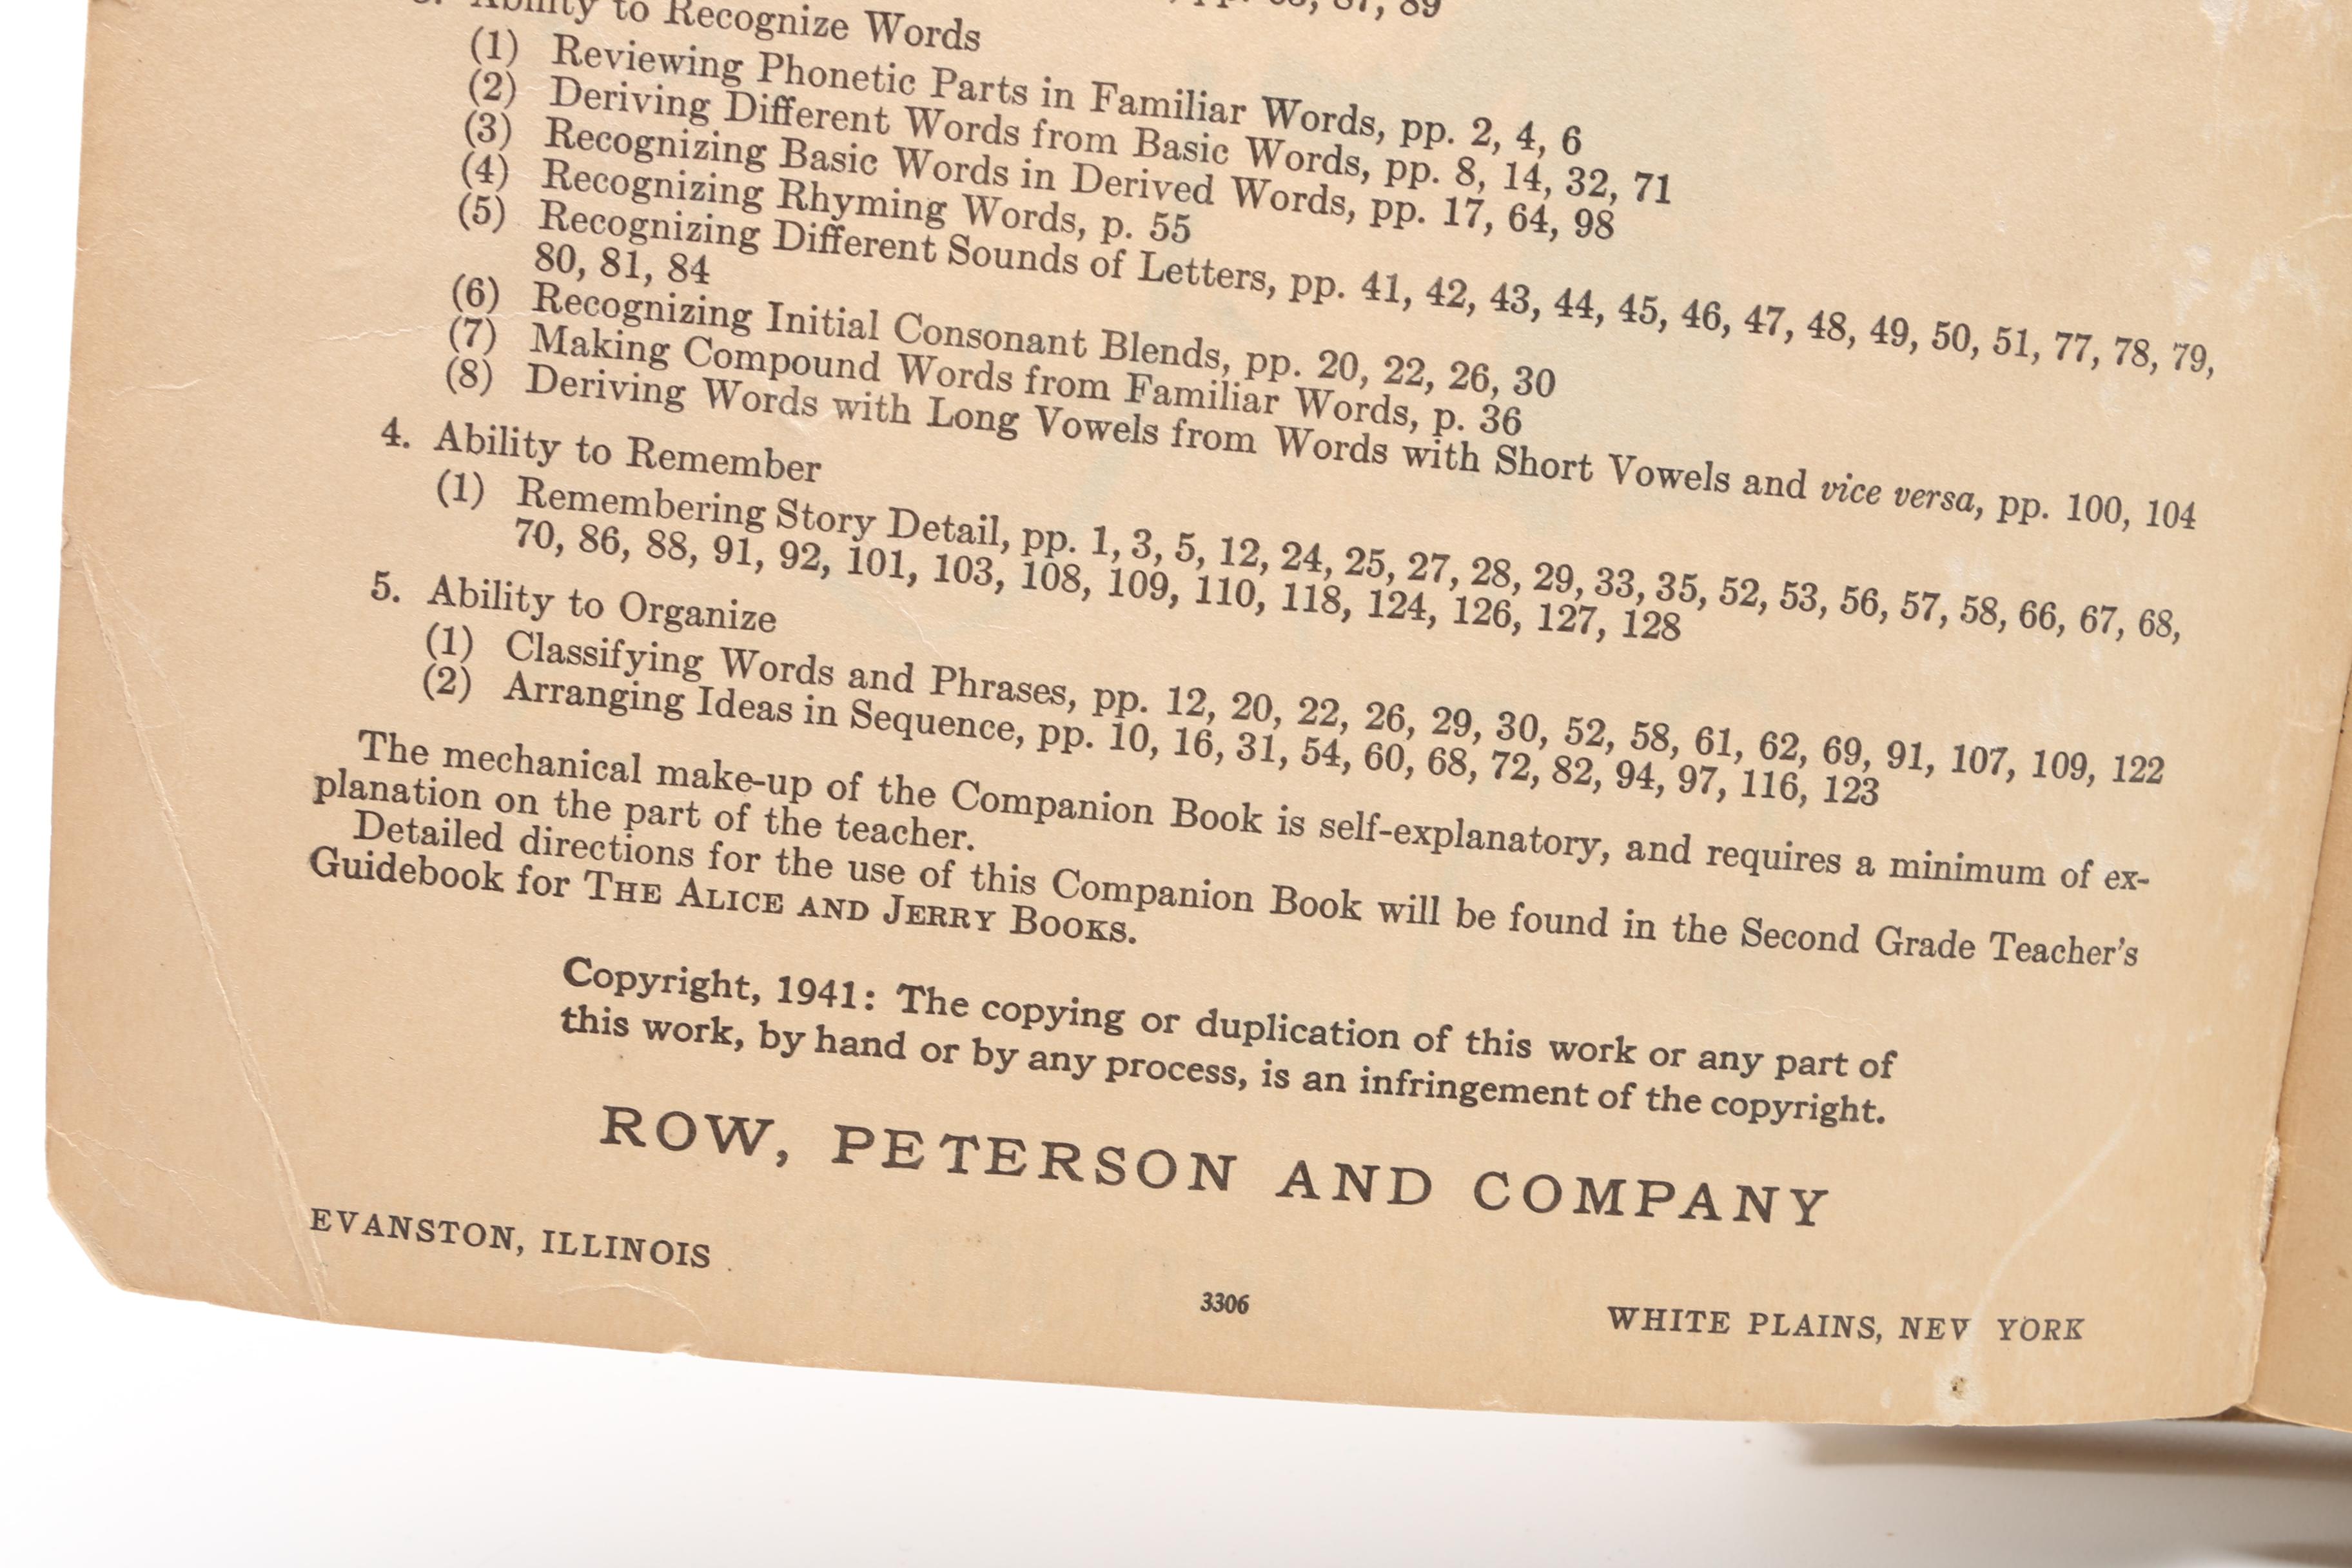 pp. 87, 89
3. Ability to Recognize Words
(1) Reviewing Phonetic Parts in Familiar Words, pp. 2, 4, 6
(2) Deriving Different Words from Basic Words, pp. 8, 14, 32, 71
(3) Recognizing Basic Words in Derived Words, pp. 17, 64, 98
(4) Recognizing Rhyming Words, p. 55
(5) Recognizing Different Sounds of Letters, pp. 41, 42, 43, 44, 45, 46, 47, 48, 49, 50, 51, 77, 78, 79,
80, 81, 84
(6) Recognizing Initial Consonant Blends, pp. 20, 22, 26, 30
(7) Making Compound Words from Familiar Words, p. 36
(8) Deriving Words with Long Vowels from Words with Short Vowels and vice versa, pp. 100, 104
4. Ability to Remember
(1) Remembering Story Detail, pp. 1, 3, 5, 12, 24, 25, 27, 28, 29, 33, 35, 52, 53, 56, 57, 58, 66, 67, 68,
70, 86, 88, 91, 92, 101, 103, 108, 109, 110, 118, 124, 126, 127, 128
5. Ability to Organize
(1) Classifying Words and Phrases, pp. 12, 20, 22, 26, 29, 30, 52, 58, 61, 62, 69, 91, 107, 109, 122
(2) Arranging Ideas in Sequence, pp. 10, 16, 31, 54, 60, 68, 72, 82, 94, 97, 116, 123
The mechanical make-up of the Companion Book is self-explanatory, and requires a minimum of ex-
planation on the part of the teacher.
Detailed directions for the use of this Companion Book will be found in the Second Grade Teacher's
Guidebook for THE ALICE AND JERRY BOOKS.
Copyright, 1941: The copying or duplication of this work or any part of
this work, by hand or by any process, is an infringement of the copyright.
ROW, PETERSON AND COMPANY
EVANSTON, ILLINOIS
3306
WHITE PLAINS, NEW YORK